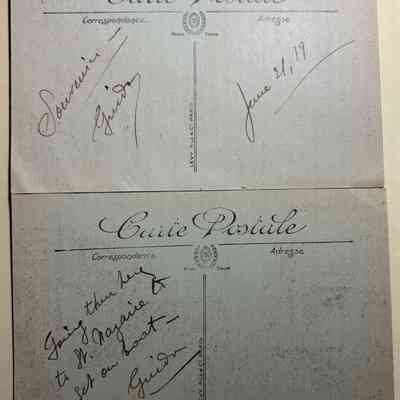 Carte Postale
Correspondance
Adresse
Souvenir
Guido
June 21, 19
Carte Postale
Correspondance
Adresse
Going thru here
to St. Nazaire to
get on boat —
Guido